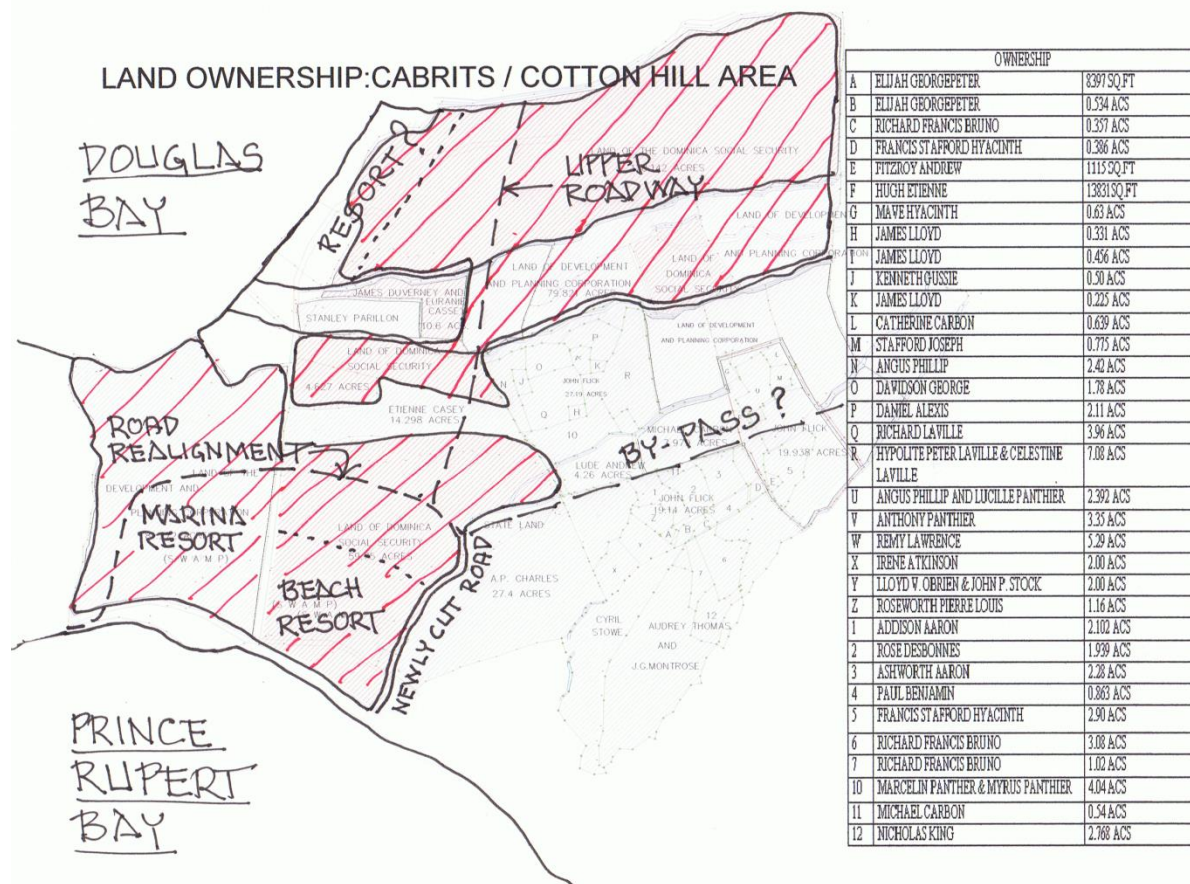 LAND OWNERSHIP:CABRITS / COTTON HILL AREA
DOUGLAS
BAY
RESORT ?
UPPER
ROADWAY
LAND OF THE DOMINICA SOCIAL SECURITY
ACRES
LAND OF DEVELOPMENT
AND PLANNING CORPORATION
LAND OF
DOMINICA
SOCIAL
LAND OF DEVELOPMENT
AND PLANNING CORPORATION
ACRES
JAMES DUVERNEY AND
EURANIE
CASSE
10.6
STANLEY PARILLON
LAND OF DEVELOPMENT
AND PLANNING CORPORATION
LAND OF DOMINICA
SOCIAL SECURITY
ACRES
ETIENNE CASEY
14.298 ACRES
JOHN FLICK
27.19 ACRES
N
J
O
K
P
R
Q
H
10
BY-PASS ?
JOHN FLICK
19.938 ACRES
LUDE
4.26 ACRES
JOHN FLICK
19.14 ACRES
ROAD
REALIGNMENT
DEVELOPMENT AND
MARINA
RESORT
(SWAMP)
LAND OF DOMINICA
SOCIAL SECURITY
ACRES
BEACH
RESORT
STATE LAND
NEWLY CUT ROAD
A.P. CHARLES
27.4 ACRES
CYRIL
STOWE
AUDREY THOMAS
AND
J.G.MONTROSE
12
PRINCE
RUPERT
BAY
OWNERSHIP
A ELIJAH GEORGEPETER 8397 SQ.FT
B ELIJAH GEORGEPETER 0.534 ACS
C RICHARD FRANCIS BRUNO 0.357 ACS
D FRANCIS STAFFORD HYACINTH 0.386 ACS
E FITZROY ANDREW 1115 SQ.FT
F HUGH ETIENNE 13831 SQ.FT
G MAVE HYACINTH 0.63 ACS
H JAMES LLOYD 0.331 ACS
I JAMES LLOYD 0.456 ACS
J KENNETH GUSSIE 0.50 ACS
K JAMES LLOYD 0.225 ACS
L CATHERINE CARBON 0.639 ACS
M STAFFORD JOSEPH 0.775 ACS
N ANGUS PHILLIP 2.42 ACS
O DAVIDSON GEORGE 1.78 ACS
P DANIEL ALEXIS 2.11 ACS
Q RICHARD LAVILLE 3.96 ACS
R HYPOLITE PETER LAVILLE & CELESTINE 7.08 ACS
LAVILLE
U ANGUS PHILLIP AND LUCILLE PANTHIER 2.392 ACS
V ANTHONY PANTHIER 3.35 ACS
W REMY LAWRENCE 5.29 ACS
X IRENE ATKINSON 2.00 ACS
Y LLOYD V. OBRIEN & JOHN P. STOCK 2.00 ACS
Z ROSEWORTH PIERRE LOUIS 1.16 ACS
1 ADDISON AARON 2.102 ACS
2 ROSE DESBONNES 1.939 ACS
3 ASHWORTH AARON 2.28 ACS
4 PAUL BENJAMIN 0.863 ACS
5 FRANCIS STAFFORD HYACINTH 2.90 ACS
6 RICHARD FRANCIS BRUNO 3.08 ACS
7 RICHARD FRANCIS BRUNO 1.02 ACS
10 MARCELIN PANTHER & MYRUS PANTHIER 4.04 ACS
11 MICHAEL CARBON 0.54 ACS
12 NICHOLAS KING 2.768 ACS